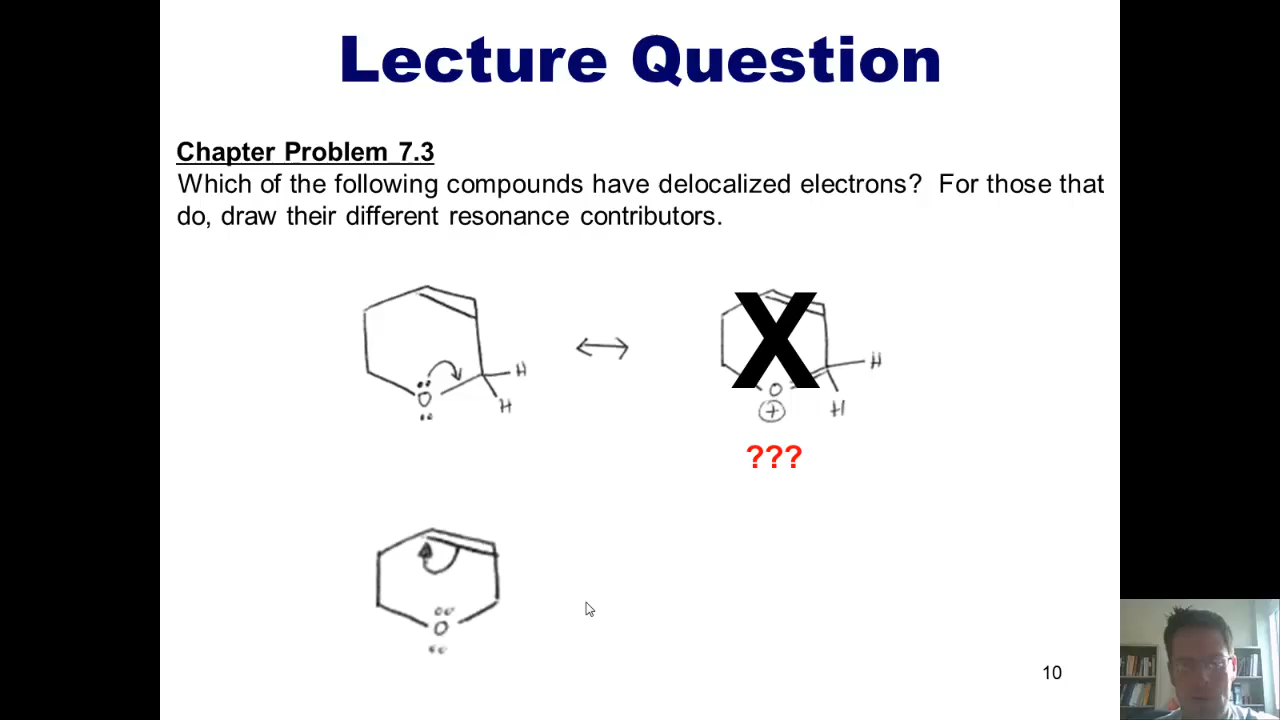 Lecture Question
Chapter Problem 7.3
Which of the following compounds have delocalized electrons? For those that
do, draw their different resonance contributors.
X
H
H
O
H
H
O
+
???
O
10